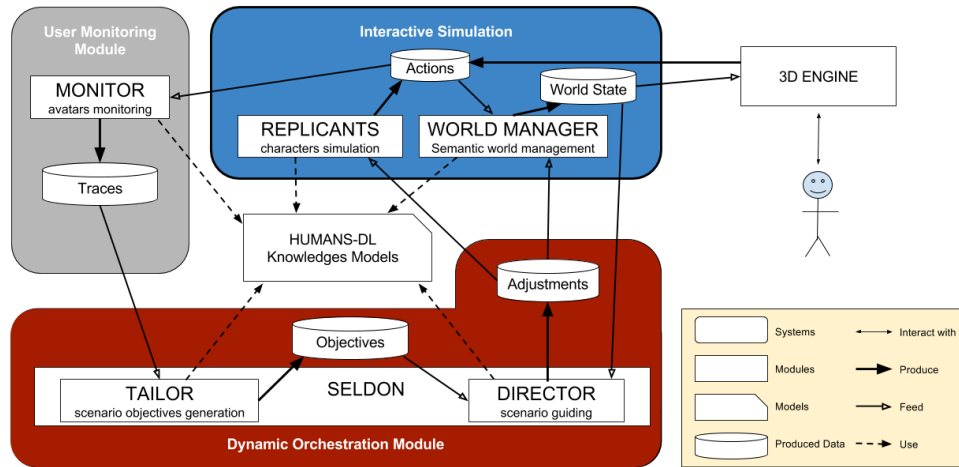 User Monitoring
Module
MONITOR
avatars monitoring
Traces
Interactive Simulation
Actions
World State
REPLICANTS
characters simulation
WORLD MANAGER
Semantic world management
3D ENGINE
HUMANS-DL
Knowledges Models
Adjustments
Objectives
TAILOR
scenario objectives generation
SELDON
DIRECTOR
scenario guiding
Dynamic Orchestration Module
Systems
Interact with
Modules
Produce
Models
Feed
Produced Data
Use